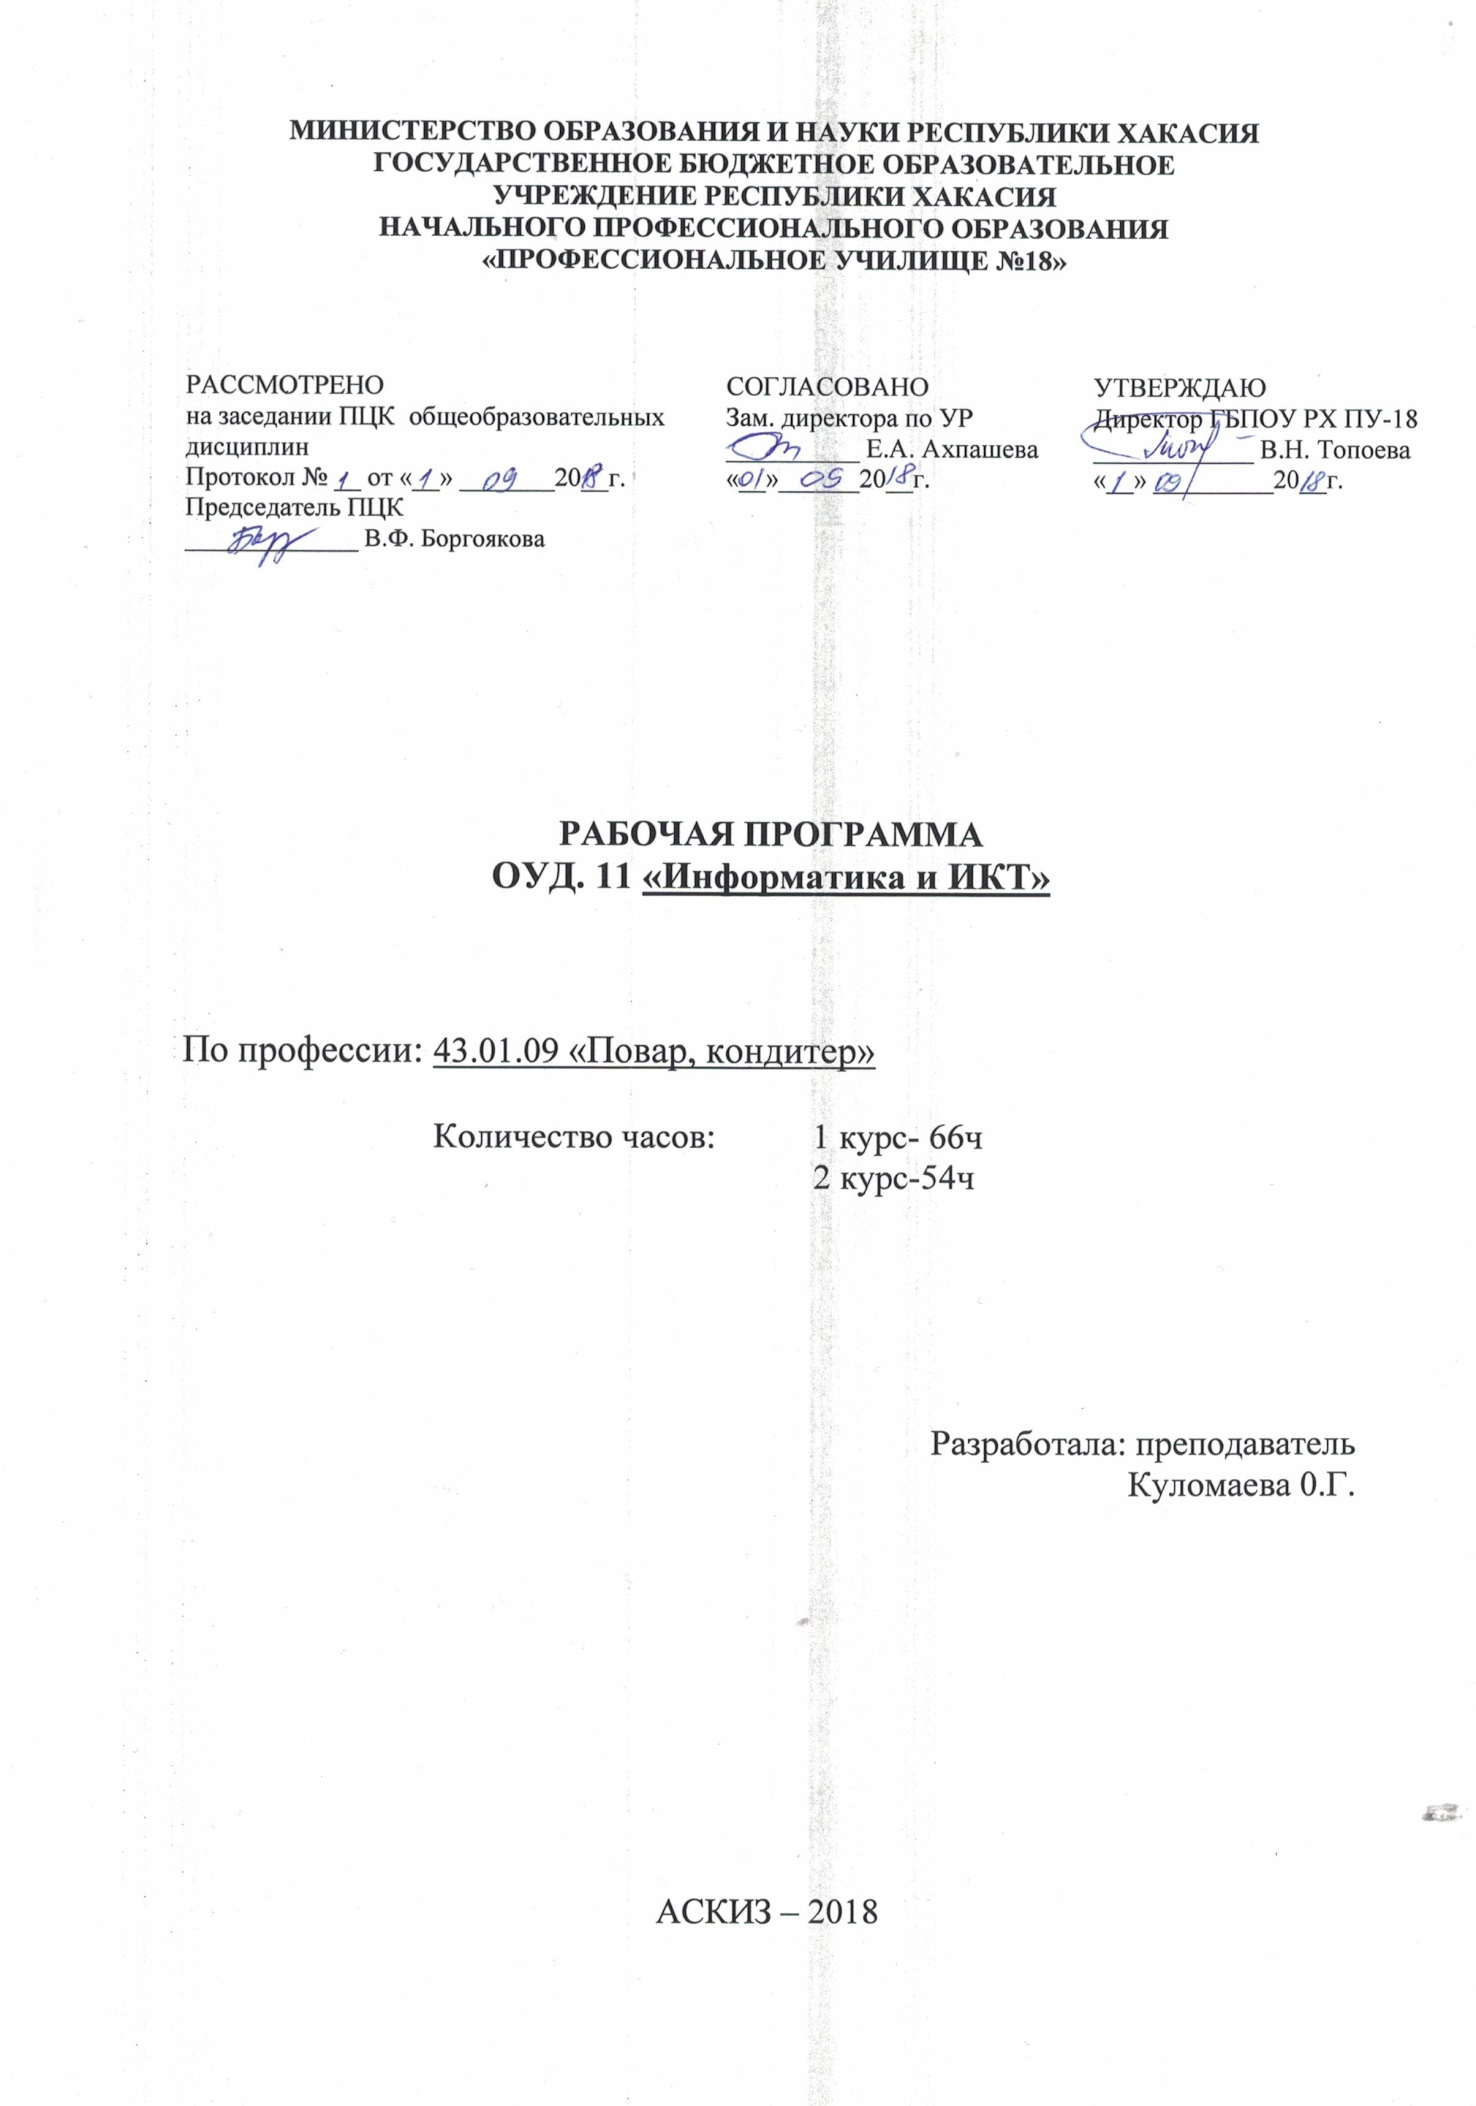 МИНИСТЕРСТВО ОБРАЗОВАНИЯ И НАУКИ РЕСПУБЛИКИ ХАКАСИЯ
ГОСУДАРСТВЕННОЕ БЮДЖЕТНОЕ ОБРАЗОВАТЕЛЬНОЕ
УЧРЕЖДЕНИЕ РЕСПУБЛИКИ ХАКАСИЯ
НАЧАЛЬНОГО ПРОФЕССИОНАЛЬНОГО ОБРАЗОВАНИЯ
«ПРОФЕССИОНАЛЬНОЕ УЧИЛИЩЕ №18»
РАССМОТРЕНО
на заседании ПЦК общеобразовательных
дисциплин
Протокол № 1 от «1» 09 2018 г.
Председатель ПЦК
В.Ф. Боргоякова
СОГЛАСОВАНО
Зам. директора по УР
Е.А. Ахпашева
«01» 09 2018г.
УТВЕРЖДАЮ
Директор ГБПОУ РХ ПУ-18
В.Н. Топоева
«1» 09 2018г.
РАБОЧАЯ ПРОГРАММА
ОУД. 11 «Информатика и ИКТ»
По профессии: 43.01.09 «Повар, кондитер»
Количество часов: 1 курс- 66ч
2 курс-54ч
Разработала: преподаватель
Куломаева 0.Г.
АСКИЗ – 2018